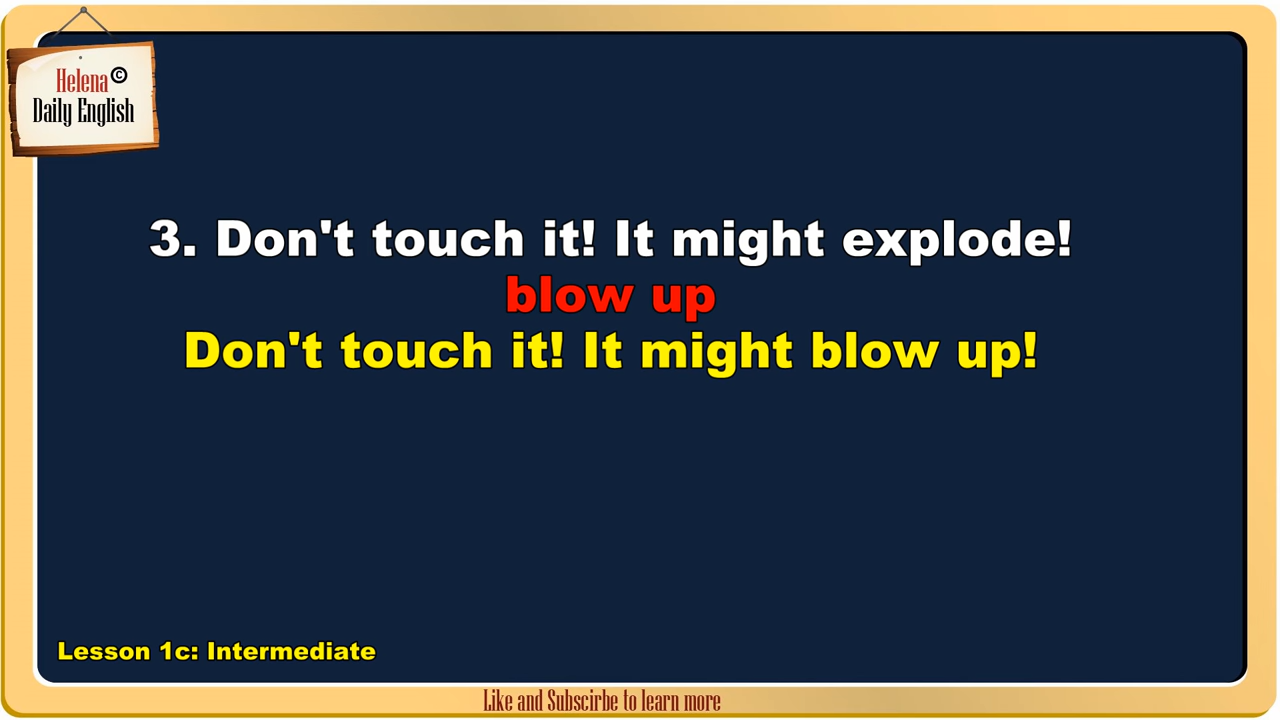 Helena ©
Daily English
3. Don't touch it! It might explode!
blow up
Don't touch it! It might blow up!
Lesson 1c: Intermediate
Like and Subscirbe to learn more